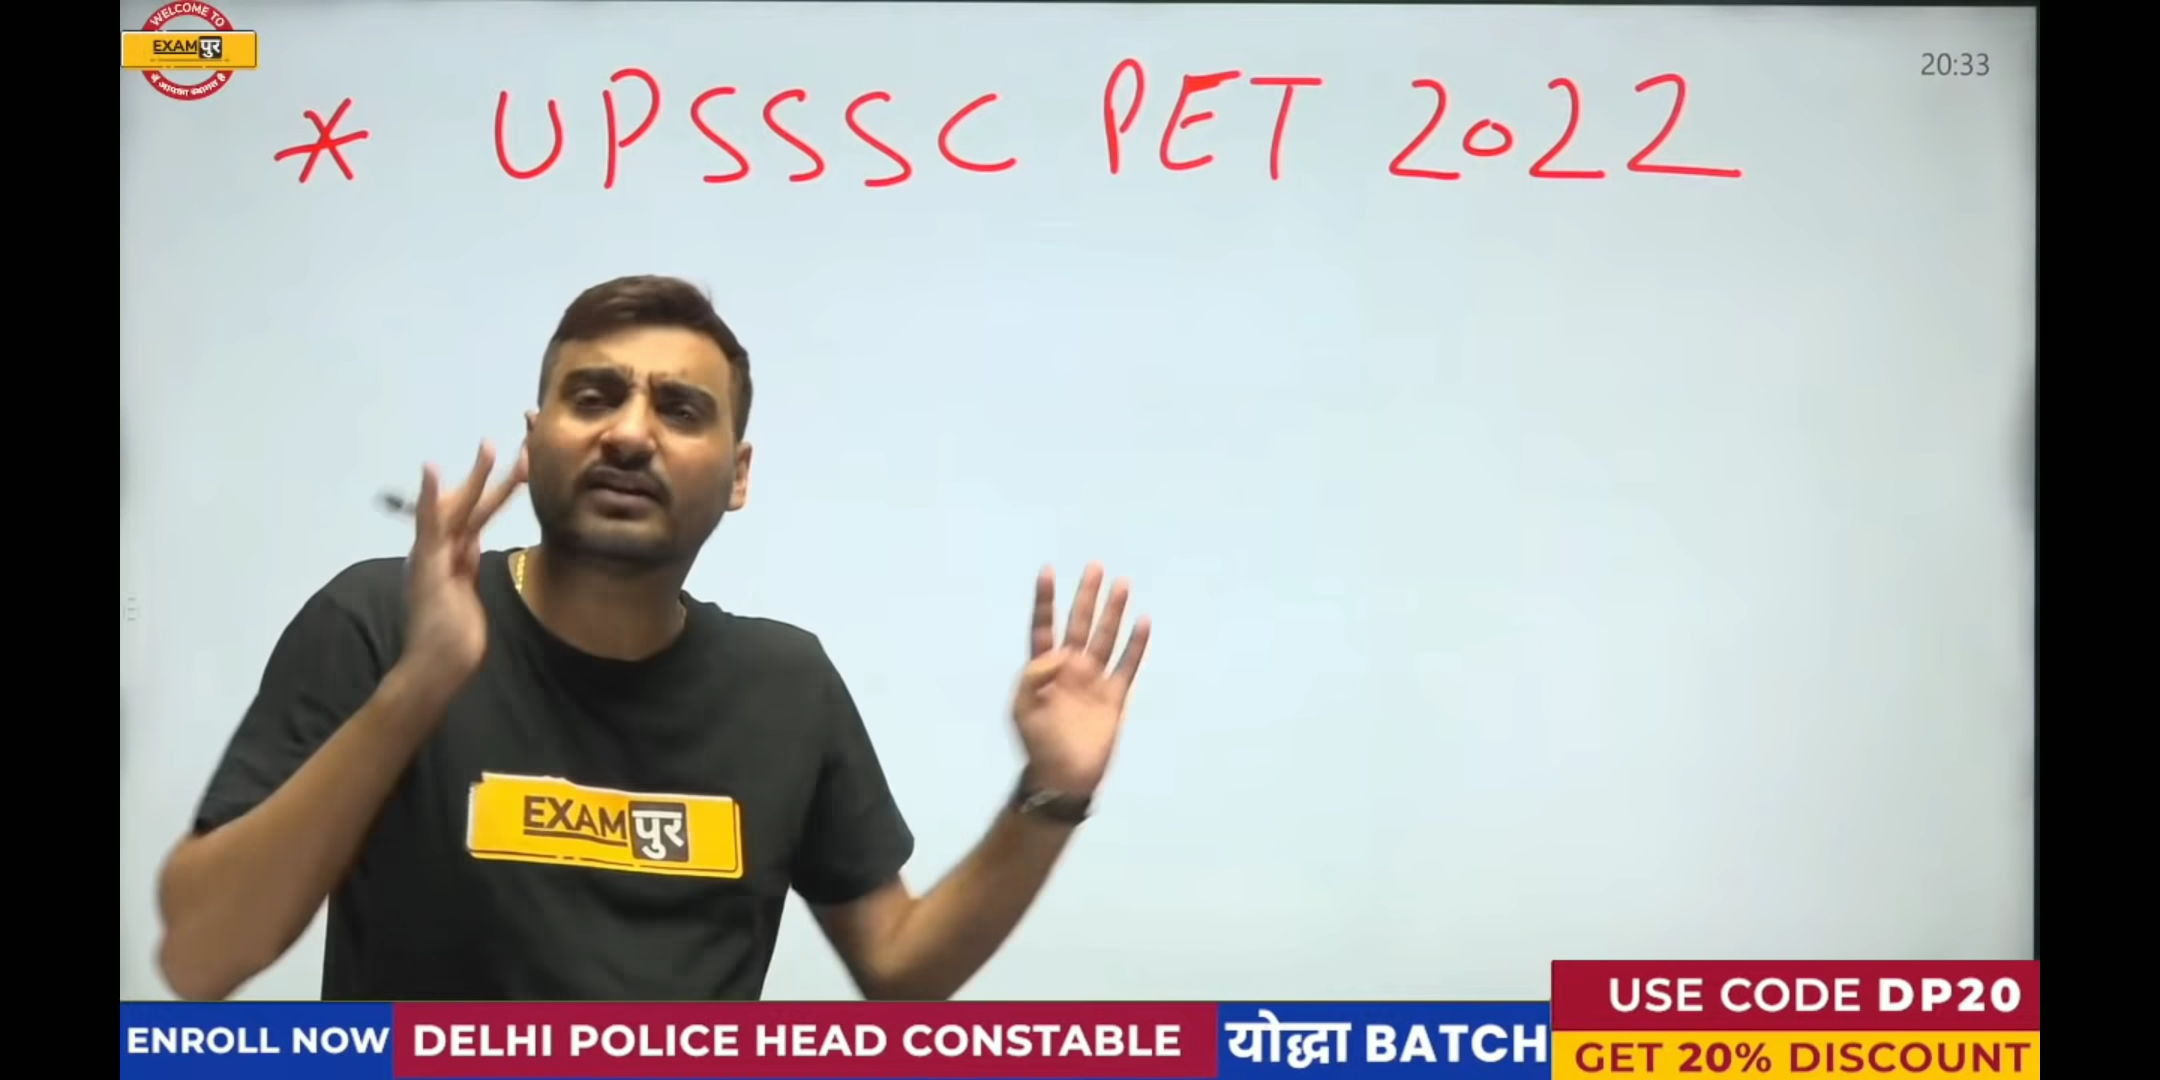 WELCOME TO
EXAMपुर
20:33
* UPSSSC PET 2022
EXAMपुर
ENROLL NOW DELHI POLICE HEAD CONSTABLE योद्धा BATCH
USE CODE DP20
GET 20% DISCOUNT